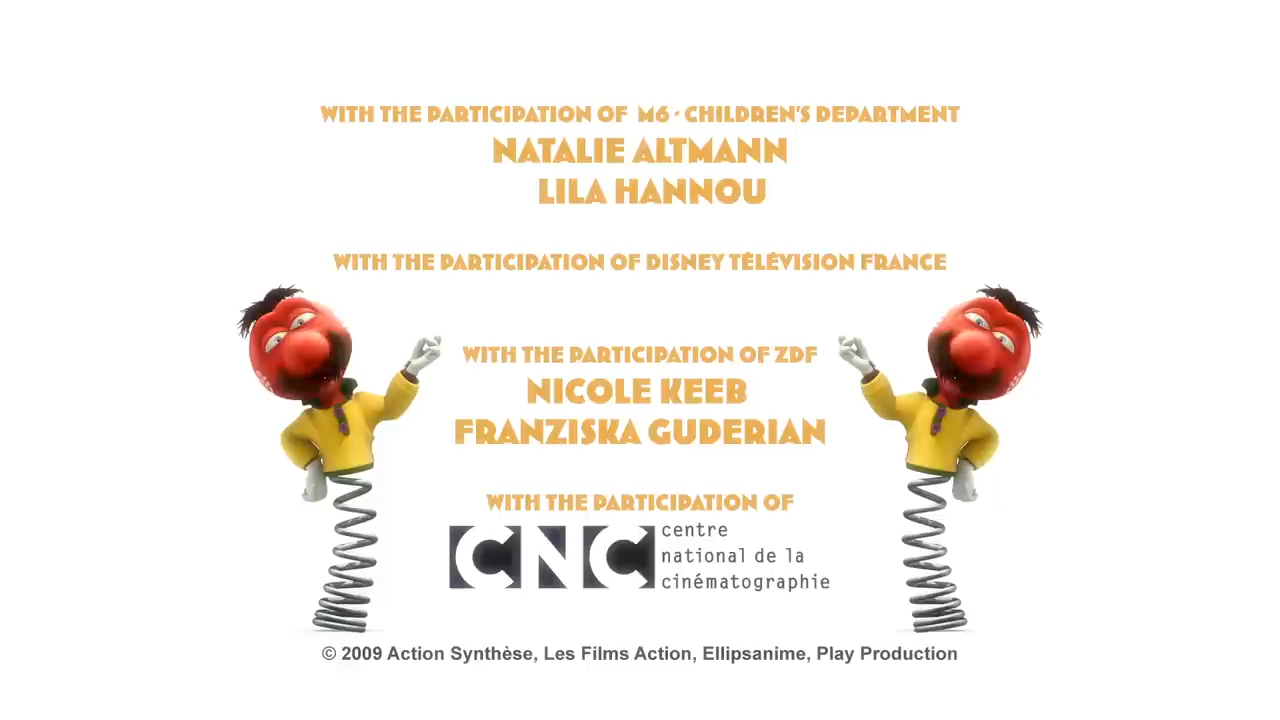 WITH THE PARTICIPATION OF M6 · CHILDREN'S DEPARTMENT
NATALIE ALTMANN
LILA HANNOU
WITH THE PARTICIPATION OF DISNEY TÉLÉVISION FRANCE
WITH THE PARTICIPATION OF ZDF
NICOLE KEEB
FRANZISKA GUDERIAN
WITH THE PARTICIPATION OF
CNC
centre
national de la
cinématographie
© 2009 Action Synthèse, Les Films Action, Ellipsanime, Play Production